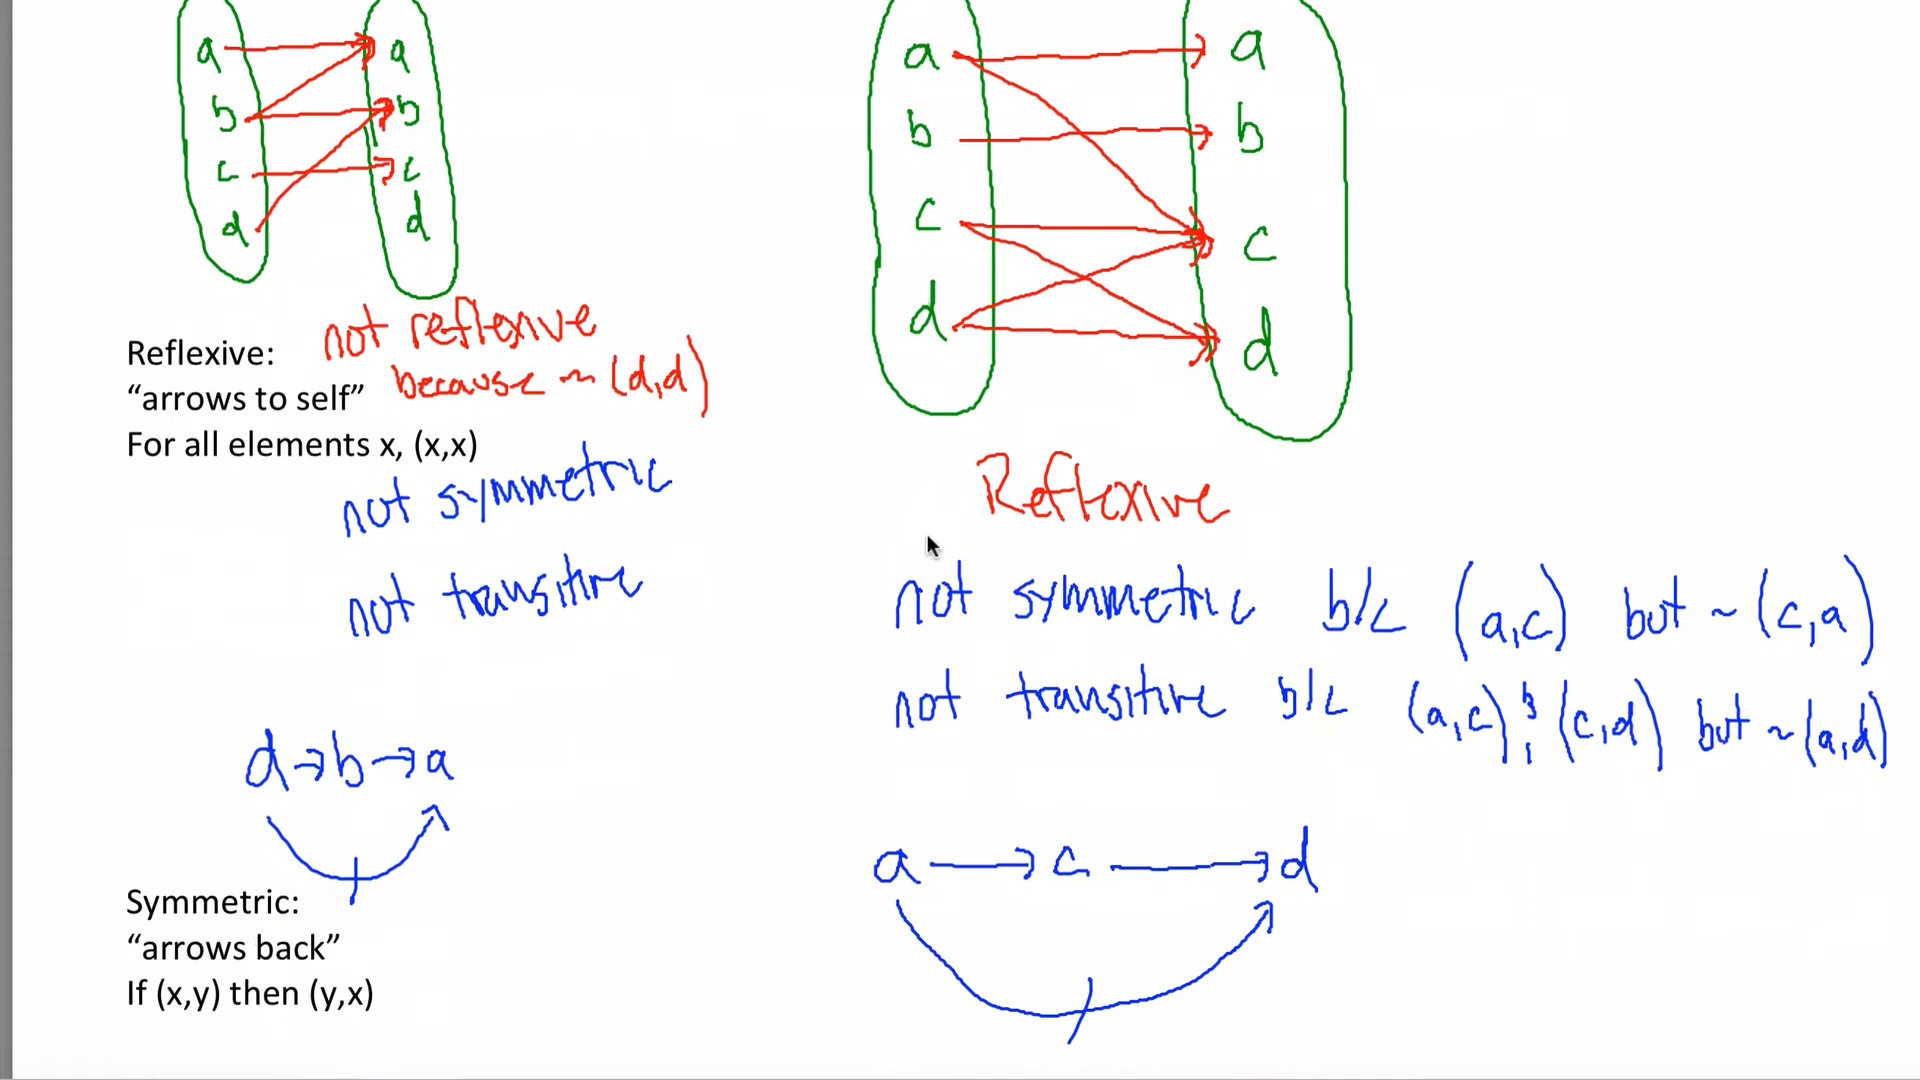 a a
b b
c c
d d
a a
b b
c c
d d
not reflexive
Reflexive:
because ~ (d,d)
“arrows to self”
For all elements x, (x,x)
not symmetric
not transitive
Reflexive
not symmetric b/c (a,c) but ~ (c,a)
not transitive b/c (a,c) & (c,d) but ~ (a,d)
d → b → a
a → c → d
Symmetric:
“arrows back”
If (x,y) then (y,x)